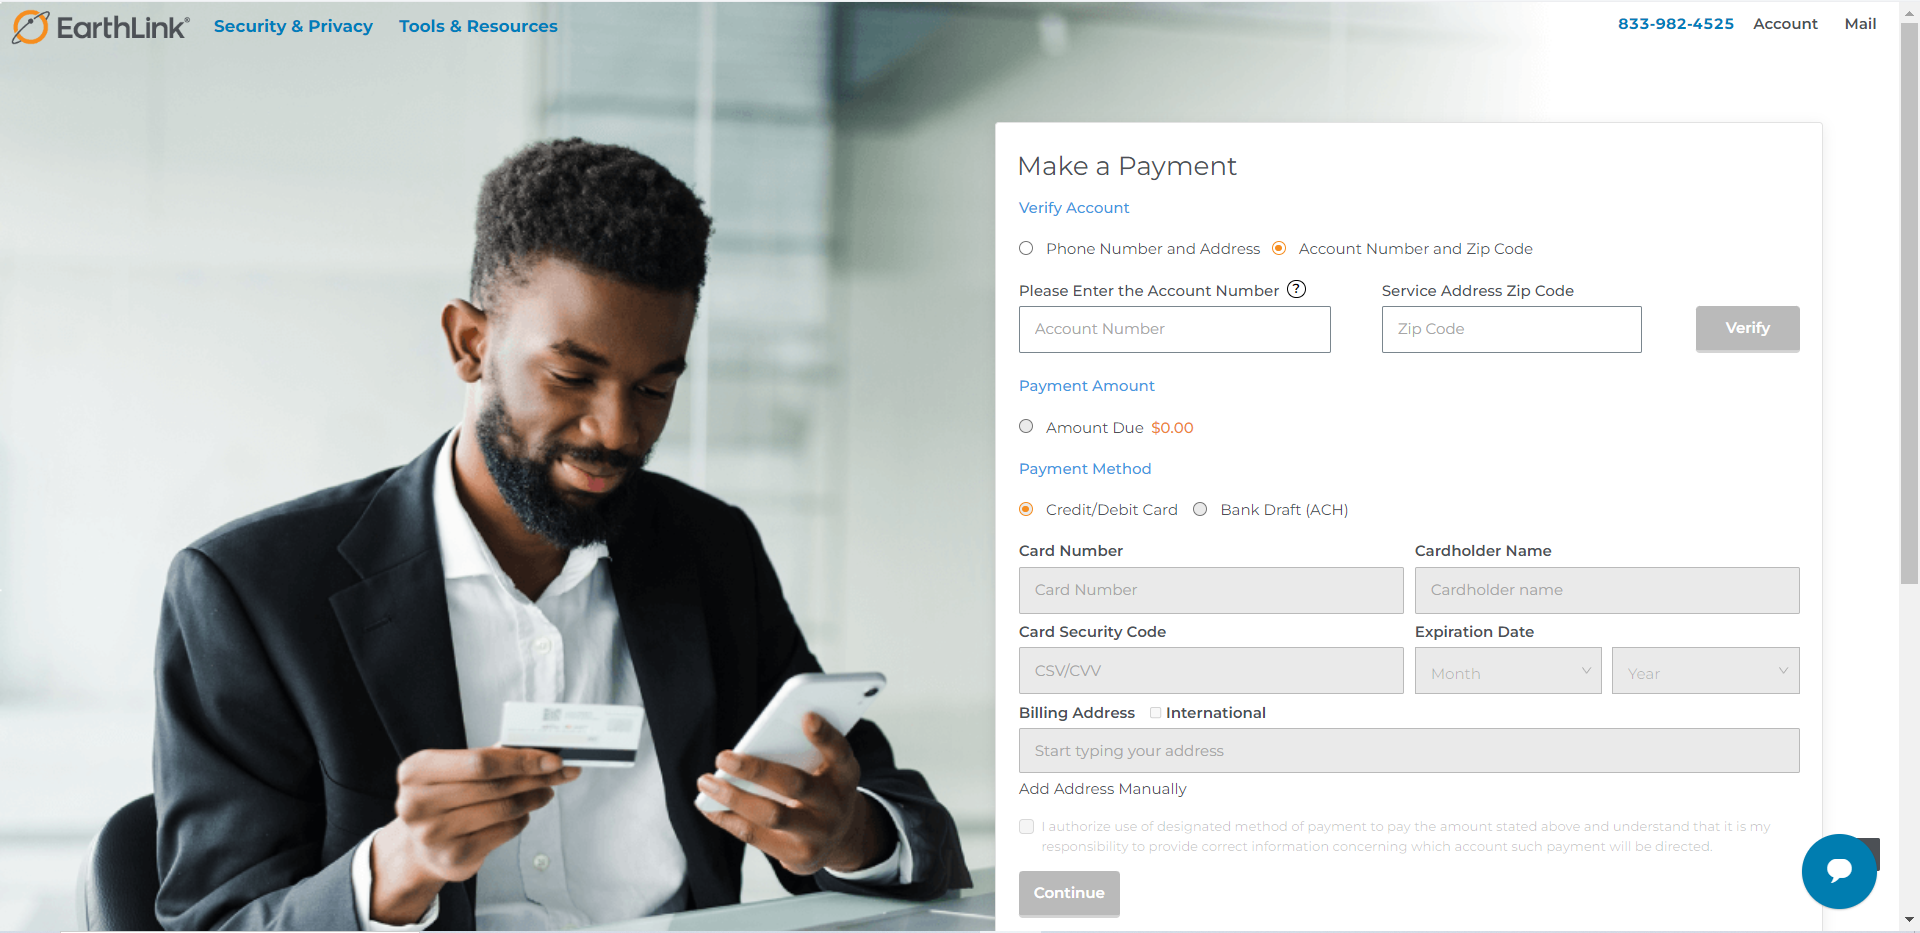 EarthLink®
Security & Privacy Tools & Resources
833-982-4525 Account Mail
Make a Payment
Verify Account
Phone Number and Address Account Number and Zip Code
Please Enter the Account Number ? Service Address Zip Code
Account Number Zip Code Verify
Payment Amount
Amount Due $0.00
Payment Method
Credit/Debit Card Bank Draft (ACH)
Card Number Cardholder Name
Card Number Cardholder name
Card Security Code Expiration Date
CSV/CVV Month Year
Billing Address International
Start typing your address
Add Address Manually
I authorize use of designated method of payment to pay the amount stated above and understand that it is my
responsibility to provide correct information concerning which account such payment will be directed.
Continue